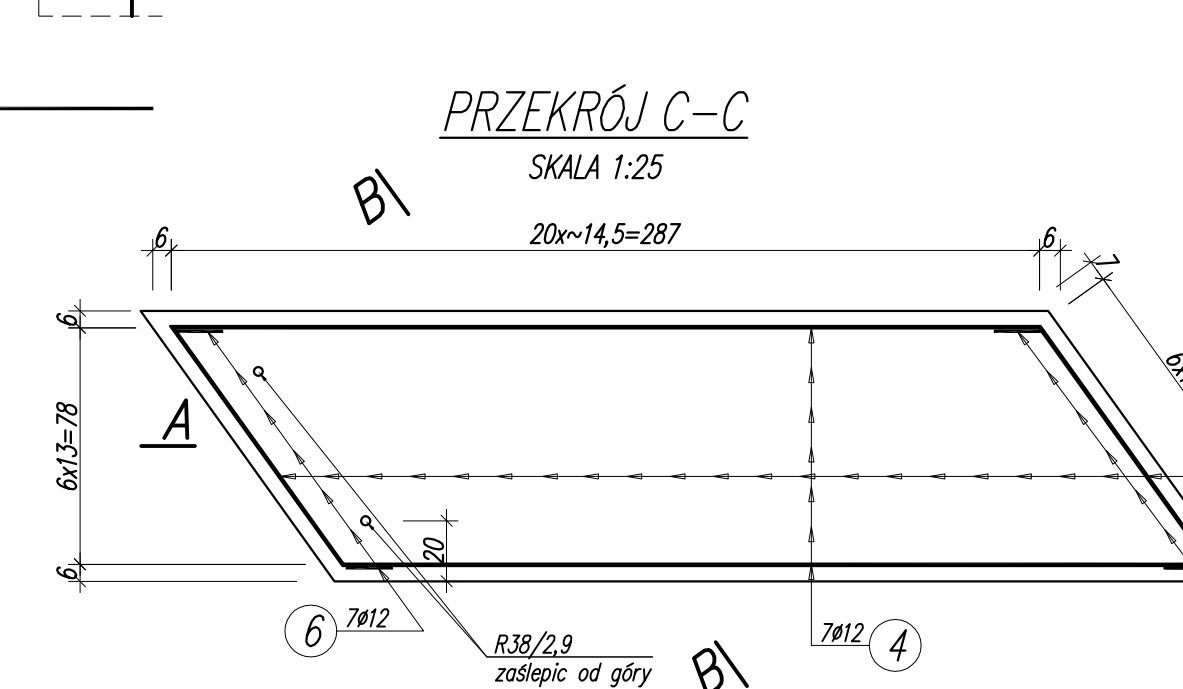 PRZEKRÓJ C-C
SKALA 1:25
B
6
20x~14,5=287
6
7
6
6x13=78
6
A
20
6
7ø12
R38/2,9
zaślepic od góry
7ø12
4
B